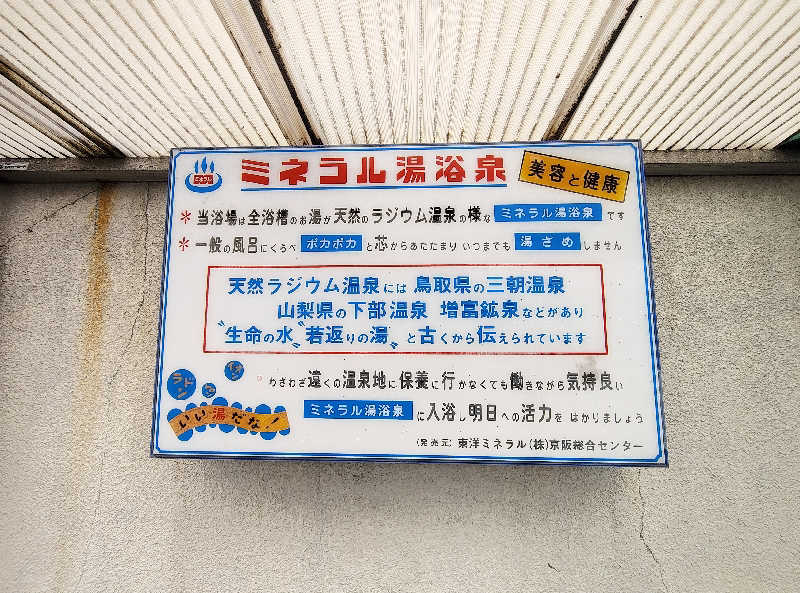 ミネラル
ミネラル湯浴泉
美容と健康
＊当浴場は全浴槽のお湯が天然のラジウム温泉の様なミネラル湯浴泉です
＊一般の風呂にくらべポカポカと芯からあたたまりいつまでも湯ざめしません
天然ラジウム温泉には鳥取県の三朝温泉
山梨県の下部温泉 増富鉱泉などがあり
〝生命の水〟〝若返りの湯〟と古くから伝えられています
わざわざ遠くの温泉地に保養に行かなくても働きながら気持良い
ミネラル湯浴泉に入浴し明日への活力を はかりましょう
ラドン
いい湯だな！
(発売元) 東洋ミネラル(株)京阪総合センター